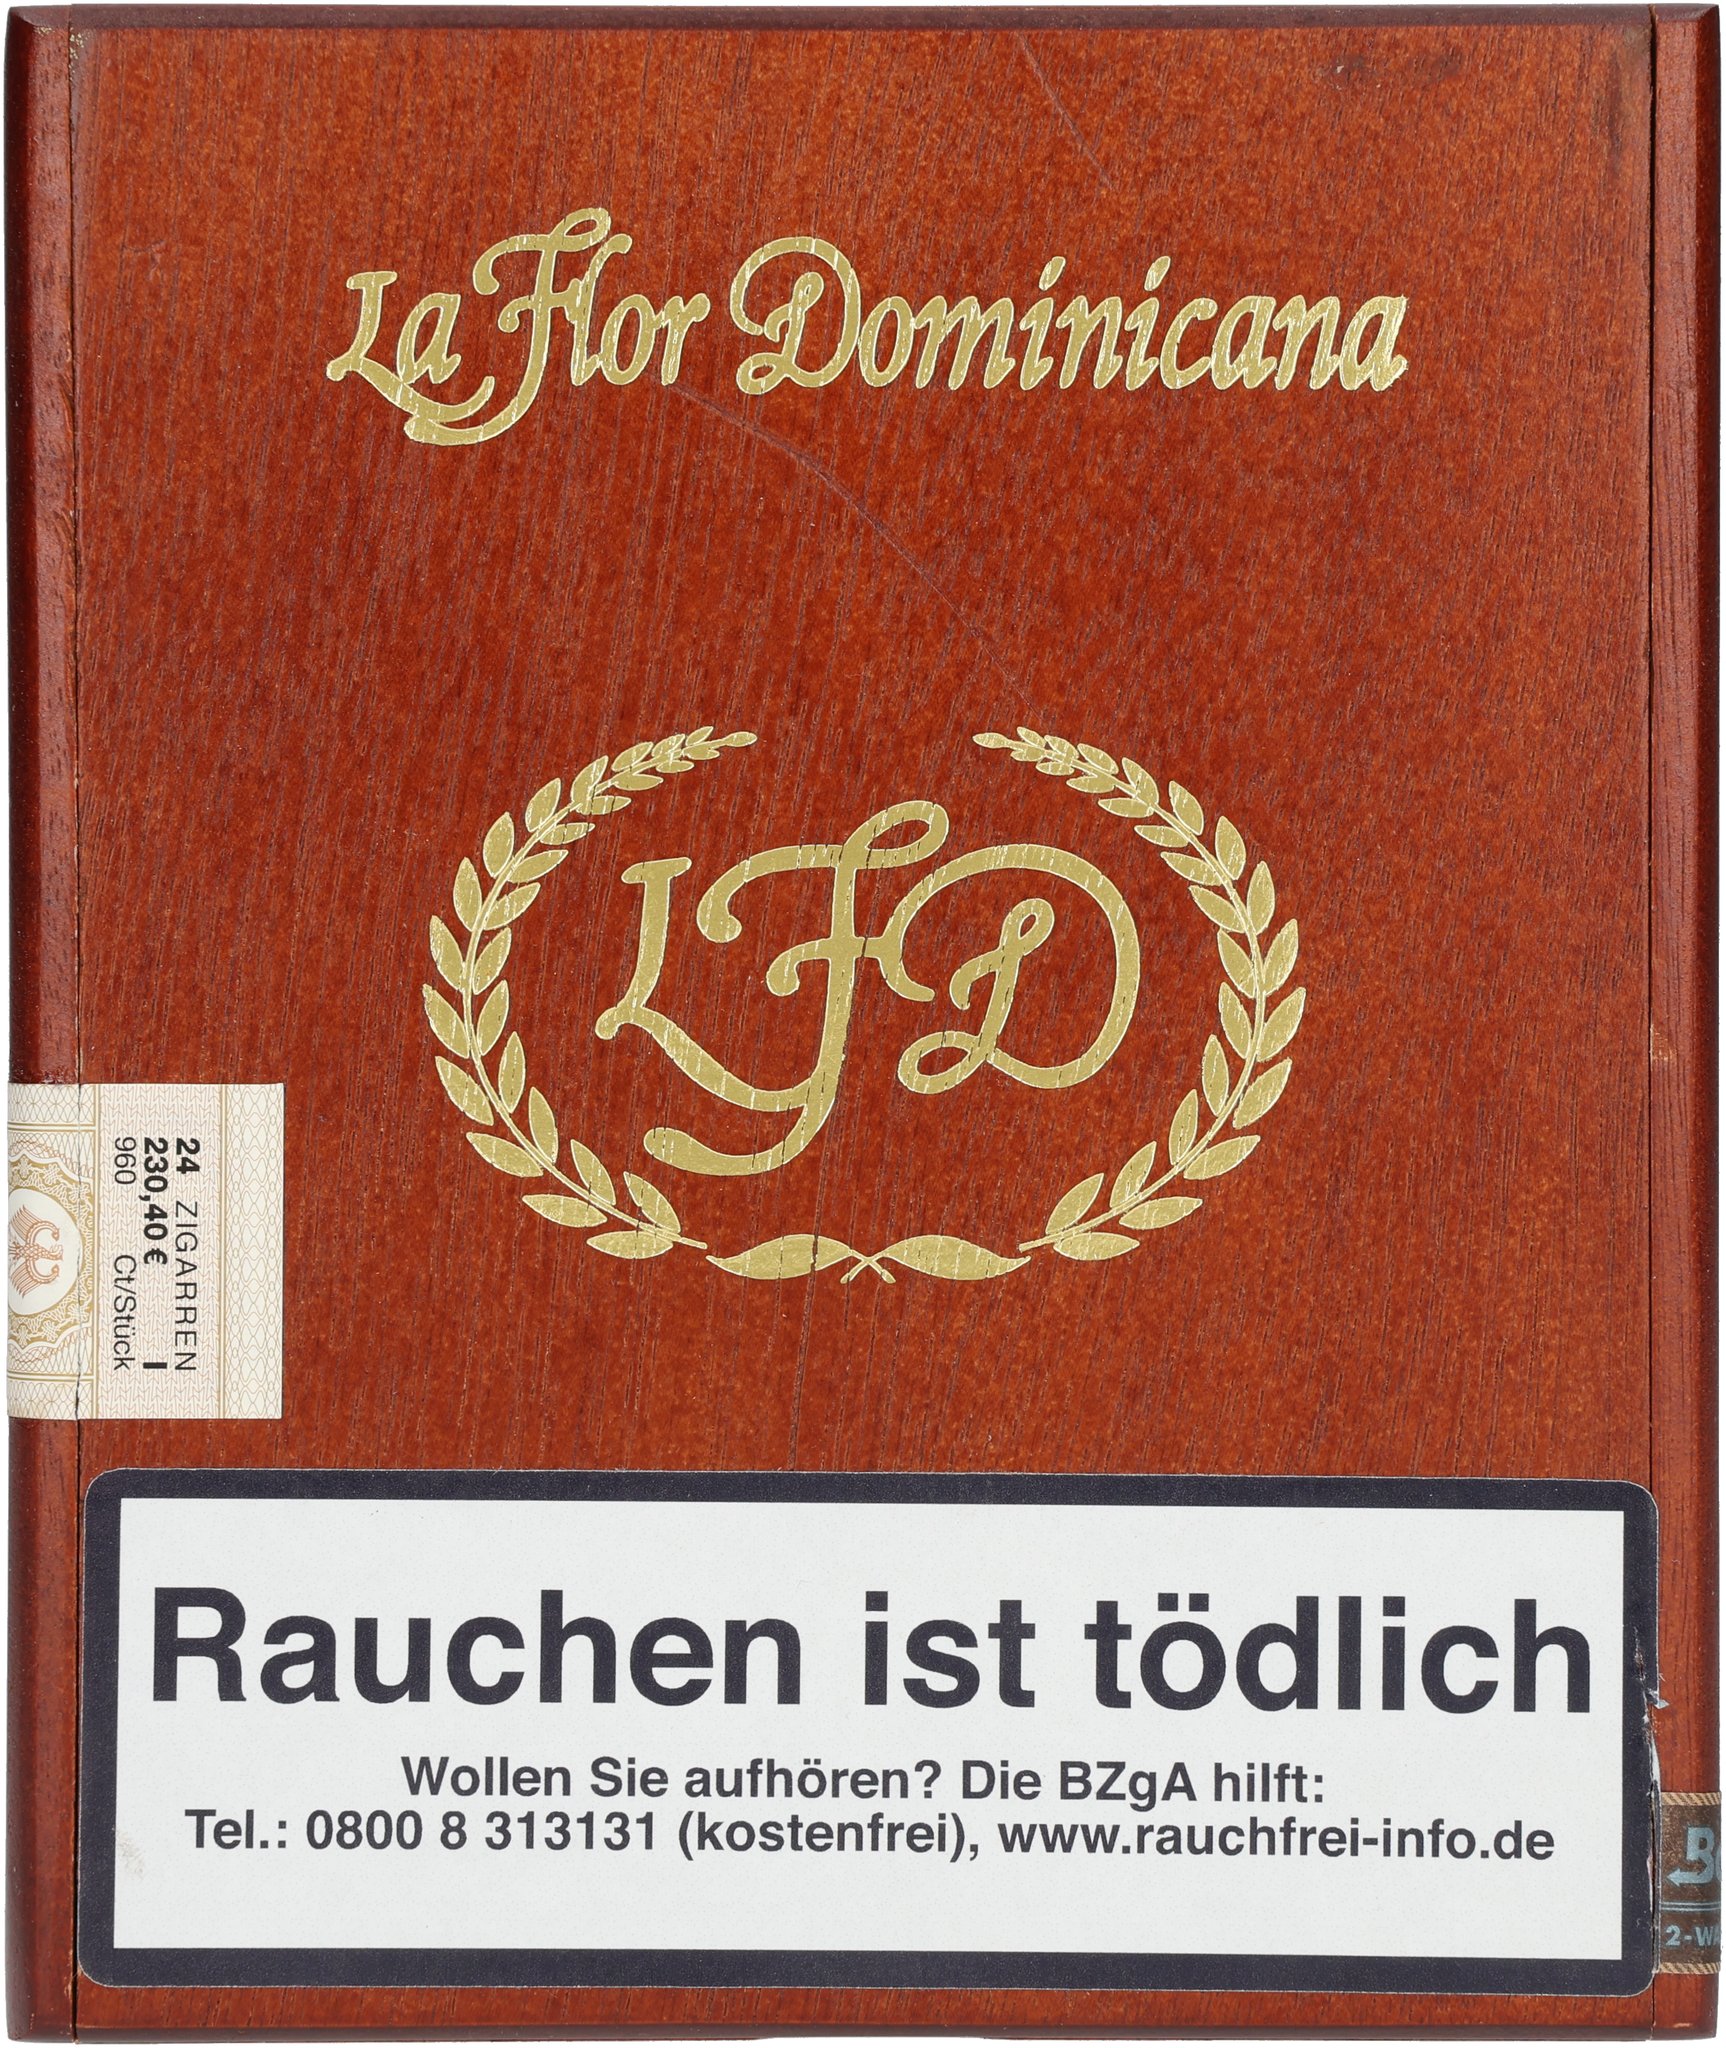 La Flor Dominicana
LFD
24 ZIGARREN
230,40 € I
960 Ct/Stück
Rauchen ist tödlich
Wollen Sie aufhören? Die BZgA hilft:
Tel.: 0800 8 313131 (kostenfrei), www.rauchfrei-info.de